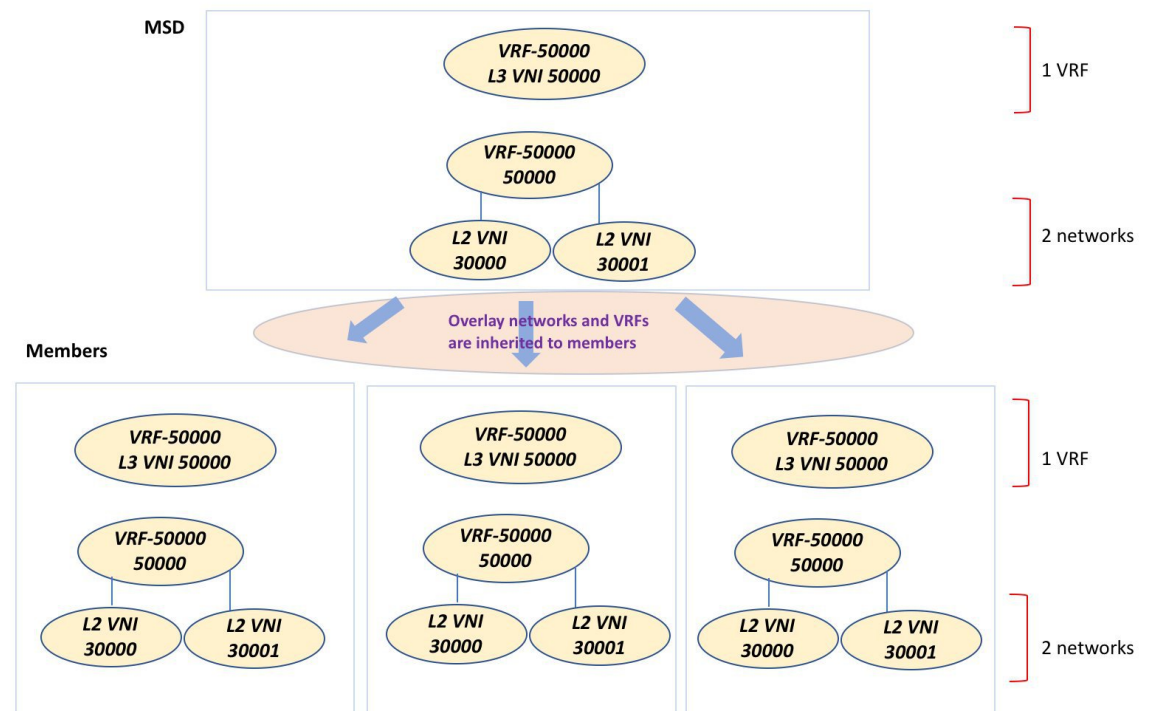 MSD
VRF-50000
L3 VNI 50000
1 VRF
VRF-50000
50000
L2 VNI
30000
L2 VNI
30001
2 networks
Overlay networks and VRFs
are inherited to members
Members
VRF-50000
L3 VNI 50000
VRF-50000
50000
L2 VNI
30000
L2 VNI
30001
VRF-50000
L3 VNI 50000
VRF-50000
50000
L2 VNI
30000
L2 VNI
30001
VRF-50000
L3 VNI 50000
VRF-50000
50000
L2 VNI
30000
L2 VNI
30001
1 VRF
2 networks